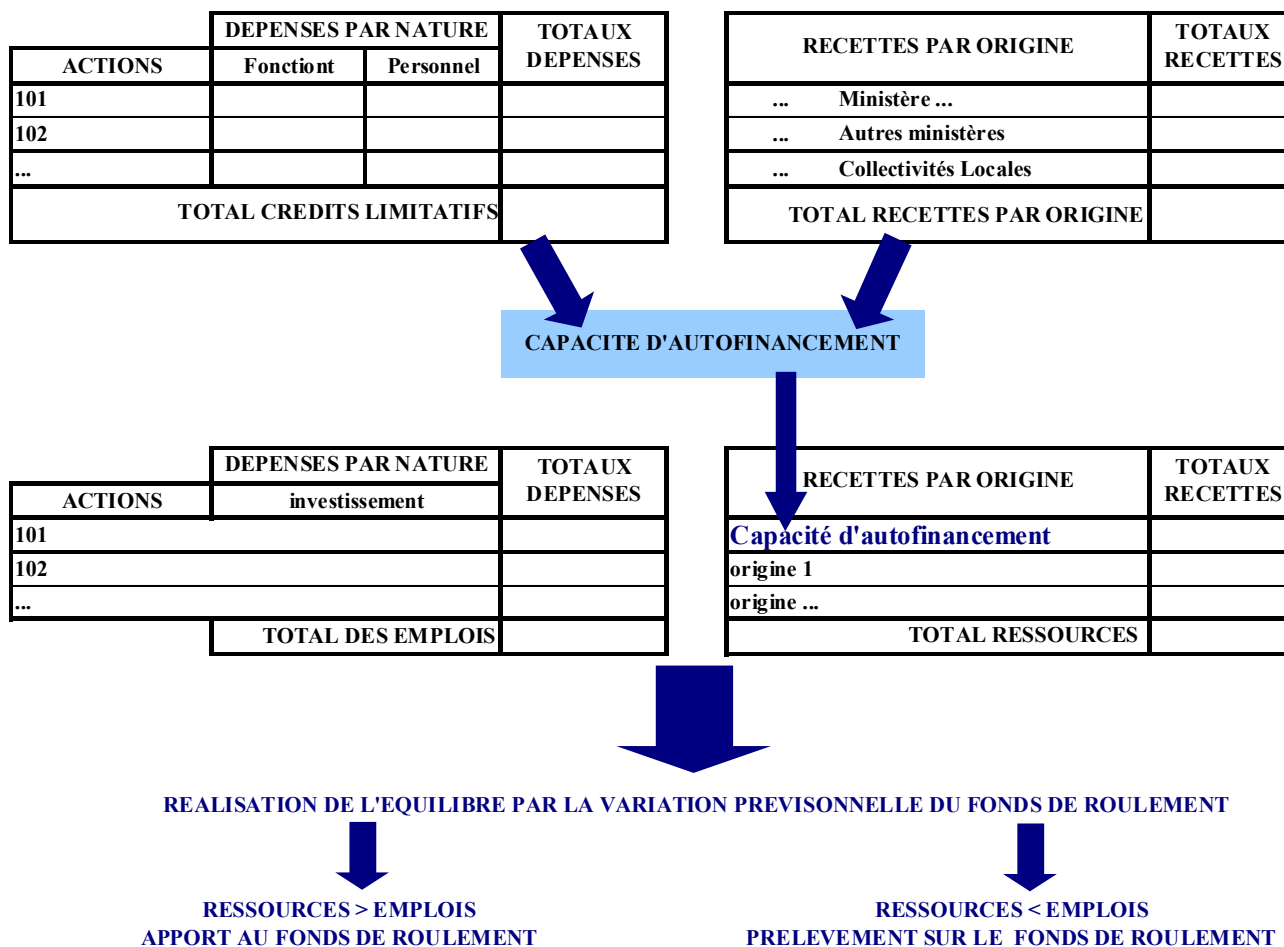 DEPENSES PAR NATURE
TOTAUX
DEPENSES
ACTIONS
Fonctiont
Personnel
101
102
...
TOTAL CREDITS LIMITATIFS
RECETTES PAR ORIGINE
TOTAUX
RECETTES
... Ministère ...
... Autres ministères
... Collectivités Locales
TOTAL RECETTES PAR ORIGINE
CAPACITE D'AUTOFINANCEMENT
DEPENSES PAR NATURE
TOTAUX
DEPENSES
ACTIONS
investissement
101
102
...
TOTAL DES EMPLOIS
RECETTES PAR ORIGINE
TOTAUX
RECETTES
Capacité d'autofinancement
origine 1
origine ...
TOTAL RESSOURCES
REALISATION DE L'EQUILIBRE PAR LA VARIATION PREVISONNELLE DU FONDS DE ROULEMENT
RESSOURCES > EMPLOIS
APPORT AU FONDS DE ROULEMENT
RESSOURCES < EMPLOIS
PRELEVEMENT SUR LE FONDS DE ROULEMENT